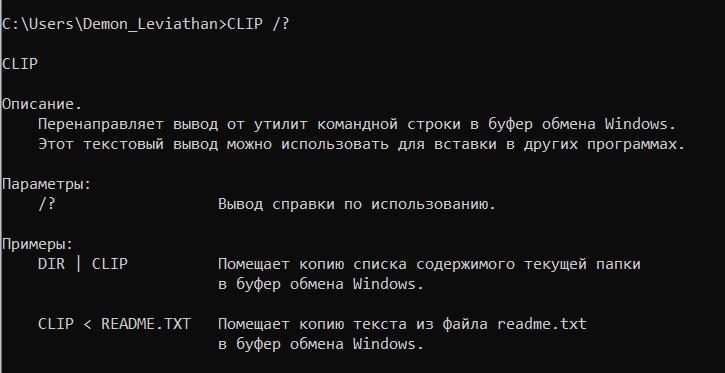 C:\Users\Demon_Leviathan>CLIP /?
CLIP
Описание.
Перенаправляет вывод от утилит командной строки в буфер обмена Windows.
Этот текстовый вывод можно использовать для вставки в других программах.
Параметры:
/? Вывод справки по использованию.
Примеры:
DIR | CLIP Помещает копию списка содержимого текущей папки
в буфер обмена Windows.
CLIP < README.TXT Помещает копию текста из файла readme.txt
в буфер обмена Windows.